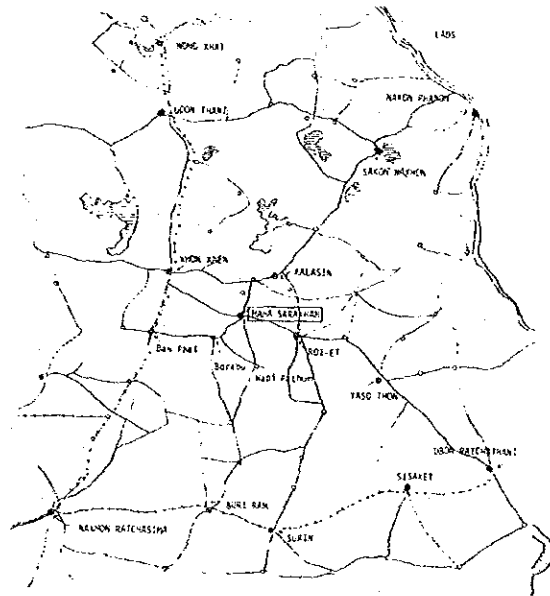 NONG KHAI
LAOS
UDON THANI
NAKON PHANOM
SAKON NAKHON
KHON KAEN
KALASIN
MAHA SARAKHAM
Ban Phai
Borabu
Wapi Pathum
ROI-ET
YASO THON
UBON RATCHATHANI
SISAKET
BURI RAM
NAKHON RATCHASIMA
SURIN